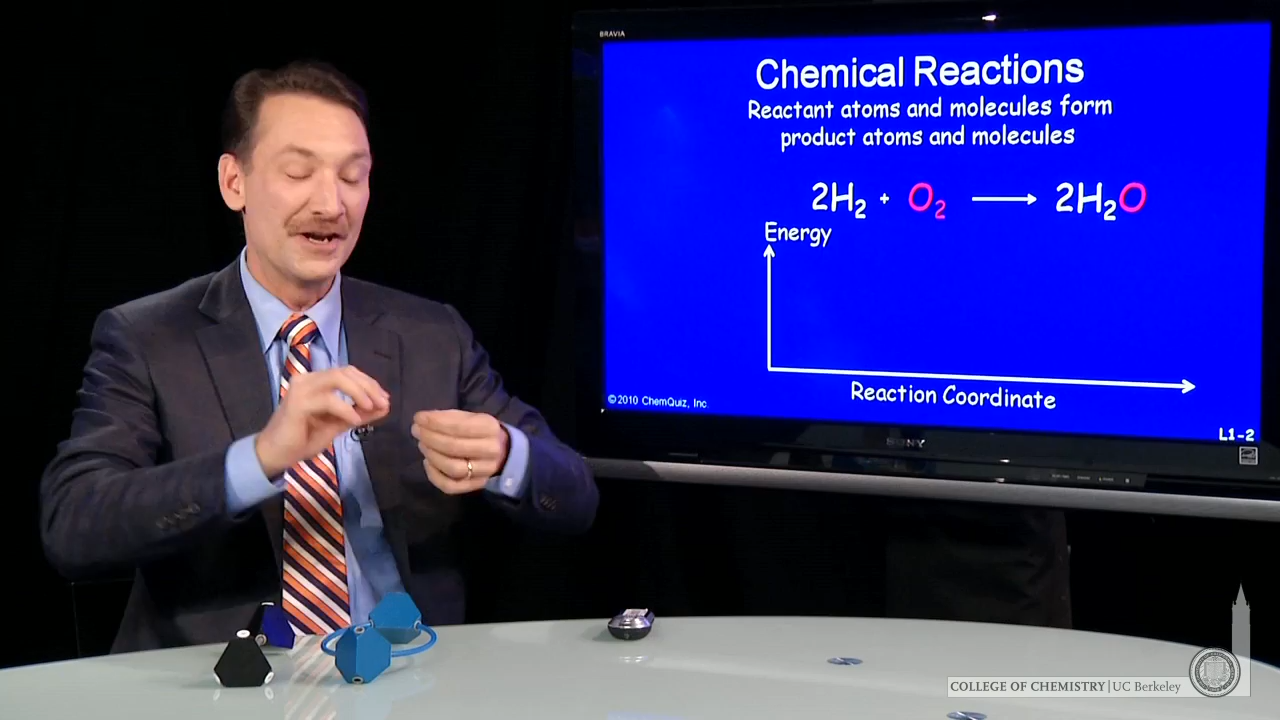 BRAVIA
Chemical Reactions
Reactant atoms and molecules form
product atoms and molecules
2H₂ + O₂ ⟶ 2H₂O
Energy
Reaction Coordinate
©2010 ChemQuiz, Inc.
L1-2
SONY
COLLEGE OF CHEMISTRY | UC Berkeley